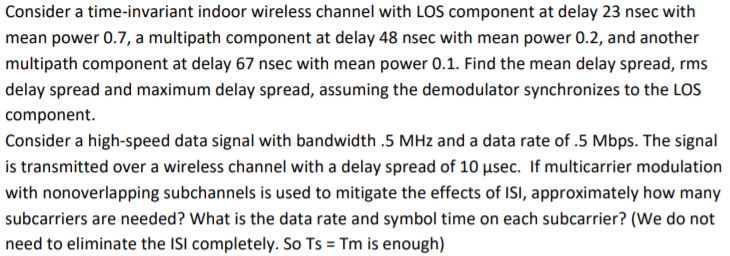 Consider a time-invariant indoor wireless channel with LOS component at delay 23 nsec with
mean power 0.7, a multipath component at delay 48 nsec with mean power 0.2, and another
multipath component at delay 67 nsec with mean power 0.1. Find the mean delay spread, rms
delay spread and maximum delay spread, assuming the demodulator synchronizes to the LOS
component.
Consider a high-speed data signal with bandwidth .5 MHz and a data rate of .5 Mbps. The signal
is transmitted over a wireless channel with a delay spread of 10 µsec.  If multicarrier modulation
with nonoverlapping subchannels is used to mitigate the effects of ISI, approximately how many
subcarriers are needed? What is the data rate and symbol time on each subcarrier? (We do not
need to eliminate the ISI completely. So Ts = Tm is enough)